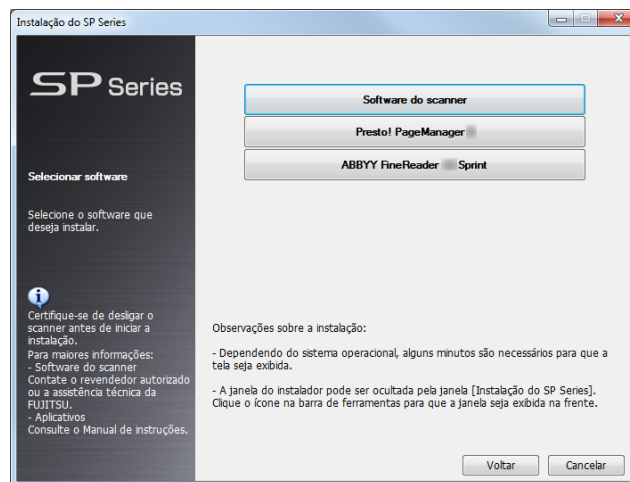 Instalação do SP Series
SP Series
Selecionar software
Selecione o software que
deseja instalar.
Certifique-se de desligar o
scanner antes de iniciar a
instalação.
Para maiores informações:
- Software do scanner
Contate o revendedor autorizado
ou a assistência técnica da
FUJITSU.
- Aplicativos
Consulte o Manual de instruções.
Software do scanner
Presto! PageManager
ABBYY FineReader Sprint
Observações sobre a instalação:
- Dependendo do sistema operacional, alguns minutos são necessários para que a
tela seja exibida.
- A janela do instalador pode ser ocultada pela janela [Instalação do SP Series].
Clique o ícone na barra de ferramentas para que a janela seja exibida na frente.
Voltar
Cancelar